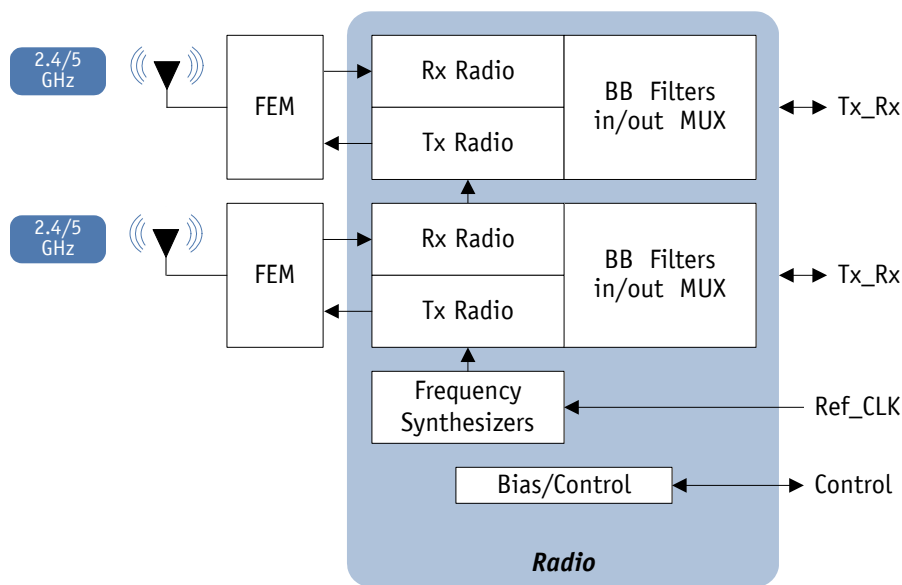 2.4/5
GHz
FEM
Rx Radio
Tx Radio
BB Filters
in/out MUX
Tx_Rx
2.4/5
GHz
FEM
Rx Radio
Tx Radio
BB Filters
in/out MUX
Tx_Rx
Frequency
Synthesizers
Ref_CLK
Bias/Control
Control
Radio